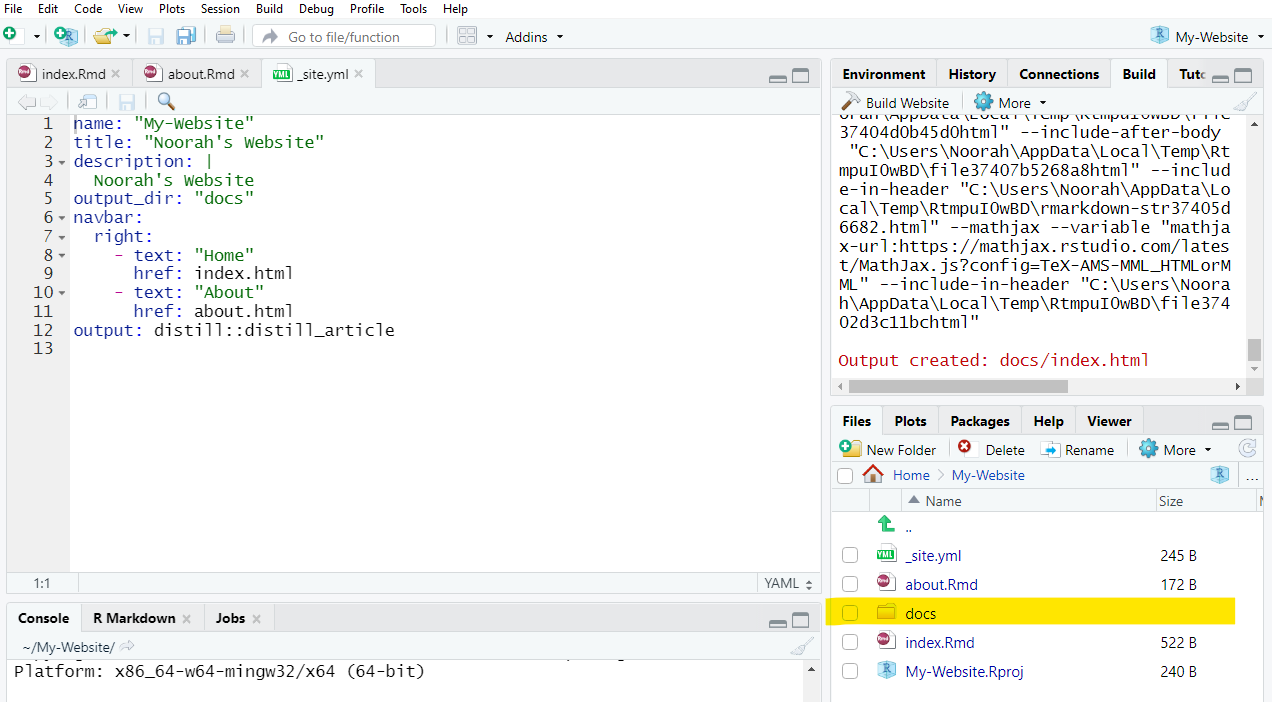 File Edit Code View Plots Session Build Debug Profile Tools Help
Go to file/function Addins My-Website
index.Rmd about.Rmd _site.yml
1 name: "My-Website"
2 title: "Noorah's Website"
3 description: |
4 Noorah's Website
5 output_dir: "docs"
6 navbar:
7 right:
8 - text: "Home"
9 href: index.html
10 - text: "About"
11 href: about.html
12 output: distill::distill_article
13
1:1 YAML
Console R Markdown Jobs
~/My-Website/
Platform: x86_64-w64-mingw32/x64 (64-bit)
Environment History Connections Build Tuto
Build Website More
orah\AppData\Local\Temp\RtmpuIOwBD\file
37404d0b45d0html" --include-after-body
"C:\Users\Noorah\AppData\Local\Temp\Rt
mpuIOwBD\file37407b5268a8html" --includ
e-in-header "C:\Users\Noorah\AppData\Lo
cal\Temp\RtmpuIOwBD\rmarkdown-str37405d
6682.html" --mathjax --variable "mathja
x-url:https://mathjax.rstudio.com/lates
t/MathJax.js?config=TeX-AMS-MML_HTMLorM
ML" --include-in-header "C:\Users\Noora
h\AppData\Local\Temp\RtmpuIOwBD\file374
02d3c11bchtml"
Output created: docs/index.html
Files Plots Packages Help Viewer
New Folder Delete Rename More
Home My-Website ...
Name Size
..
_site.yml 245 B
about.Rmd 172 B
docs
index.Rmd 522 B
My-Website.Rproj 240 B